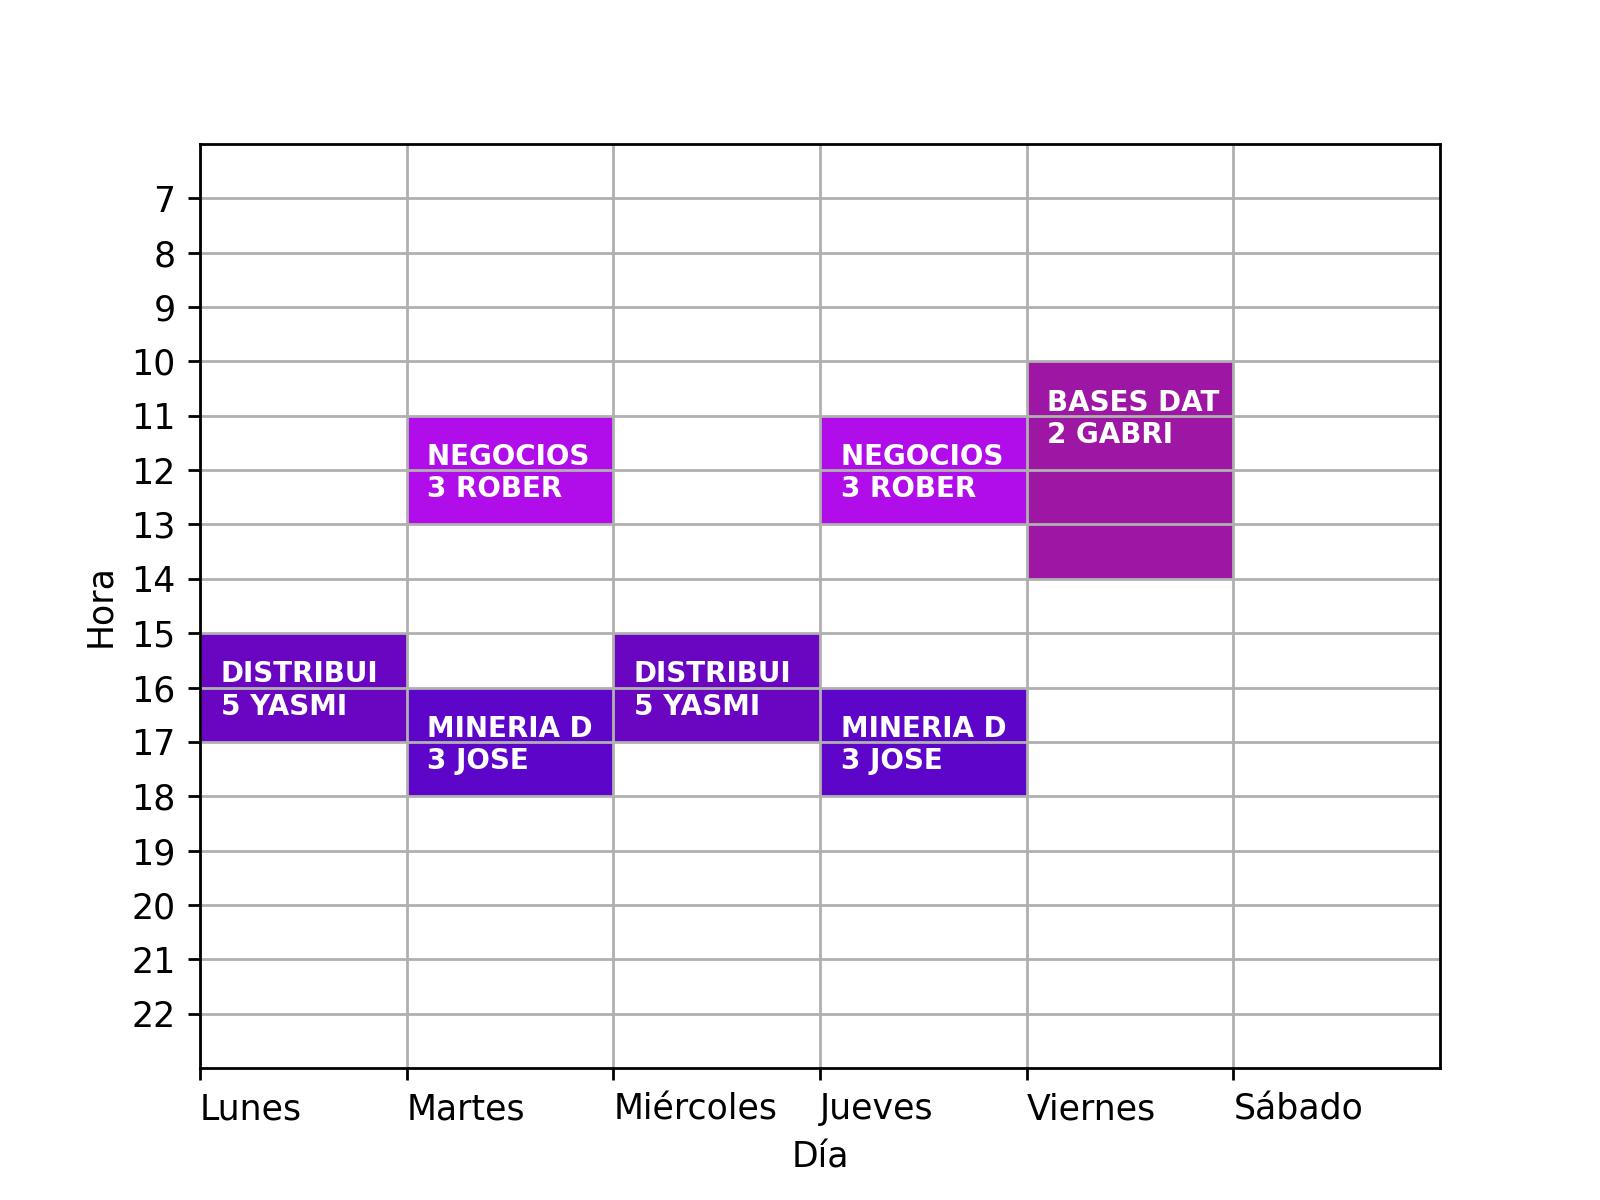 7
8
9
10
11
12
13
14
15
16
17
18
19
20
21
22
Hora
BASES DAT
2 GABRI
NEGOCIOS
3 ROBER
NEGOCIOS
3 ROBER
DISTRIBUI
5 YASMI
DISTRIBUI
5 YASMI
MINERIA D
3 JOSE
MINERIA D
3 JOSE
Lunes Martes Miércoles Jueves Viernes Sábado
Día